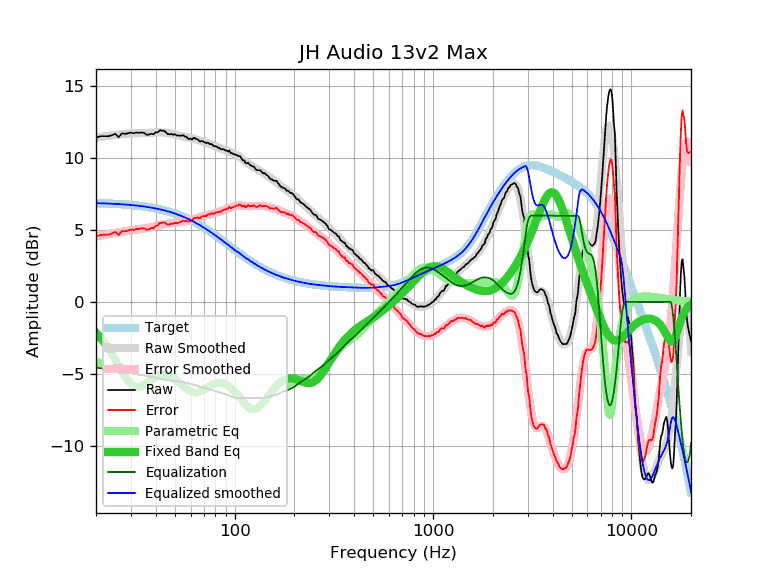 JH Audio 13v2 Max
15
10
5
0
−5
−10
Amplitude (dBr)
Target
Raw Smoothed
Error Smoothed
Raw
Error
Parametric Eq
Fixed Band Eq
Equalization
Equalized smoothed
100
1000
10000
Frequency (Hz)